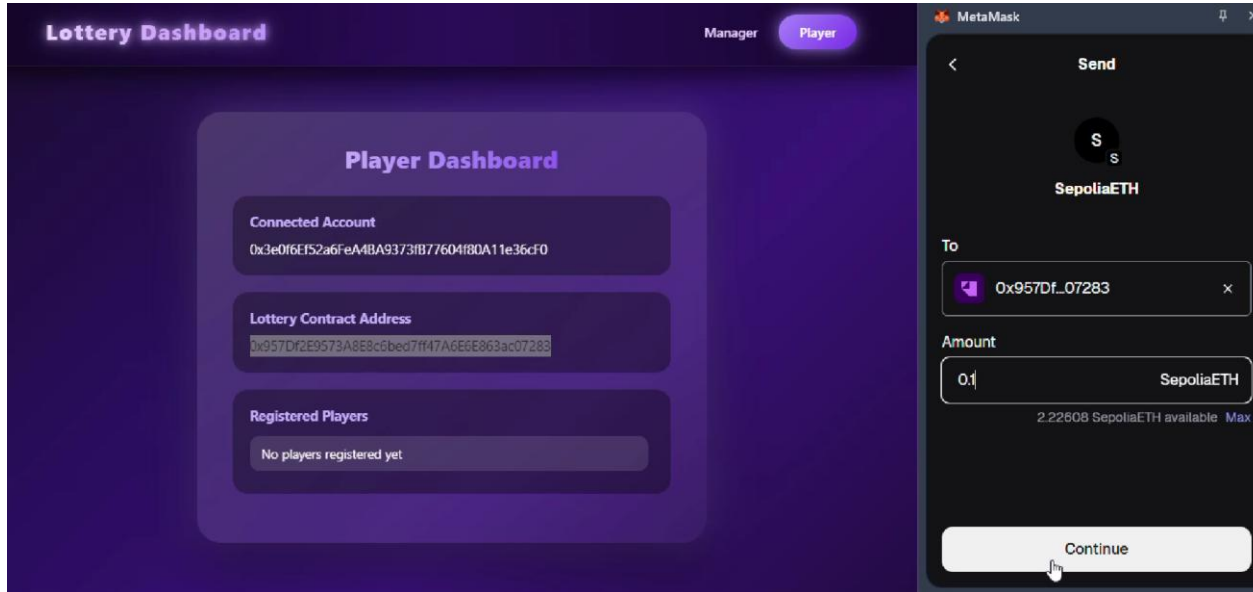 Lottery Dashboard
Manager
Player
Player Dashboard
Connected Account
0x3e0f6Ef52a6FeA4BA9373fB77604f80A11e36cF0
Lottery Contract Address
0x957Df2E9573A8E8c6bed7ff47A6E6E863ac07283
Registered Players
No players registered yet
MetaMask
Send
S
S
SepoliaETH
To
0x957Df...07283
Amount
0.1 SepoliaETH
2.22608 SepoliaETH available Max
Continue